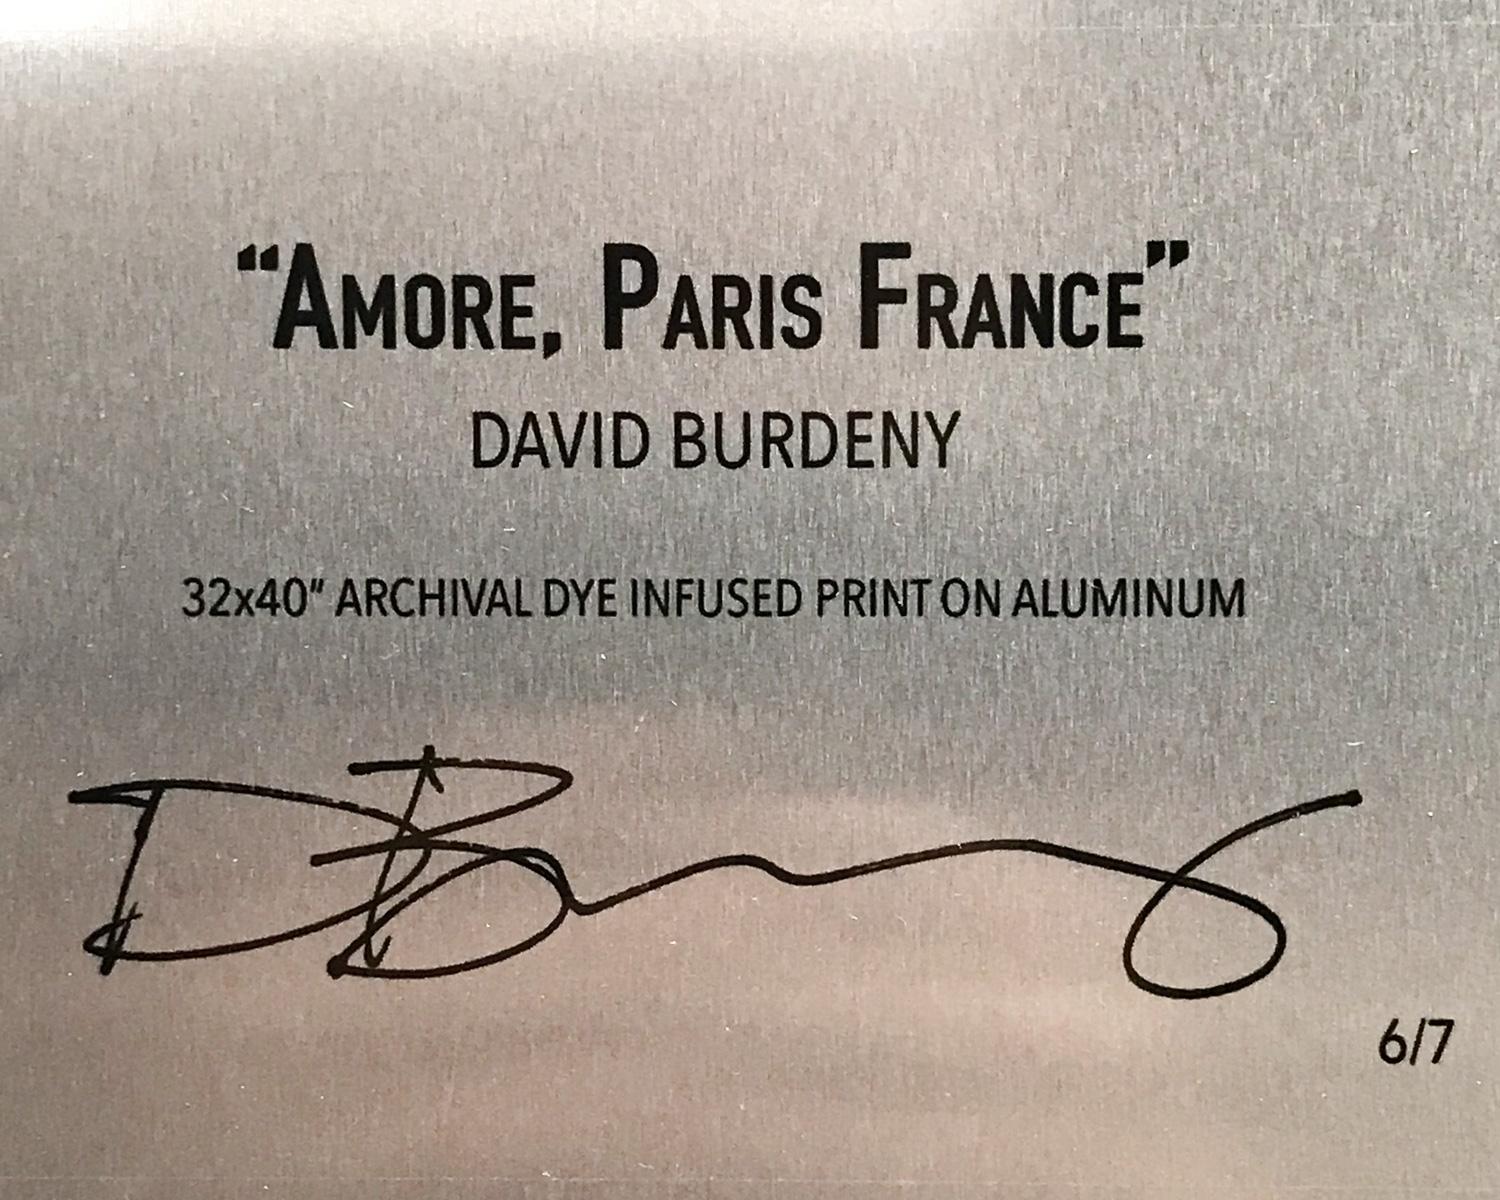 “AMORE, PARIS FRANCE”
DAVID BURDENY
32x40" ARCHIVAL DYE INFUSED PRINT ON ALUMINUM
6/7